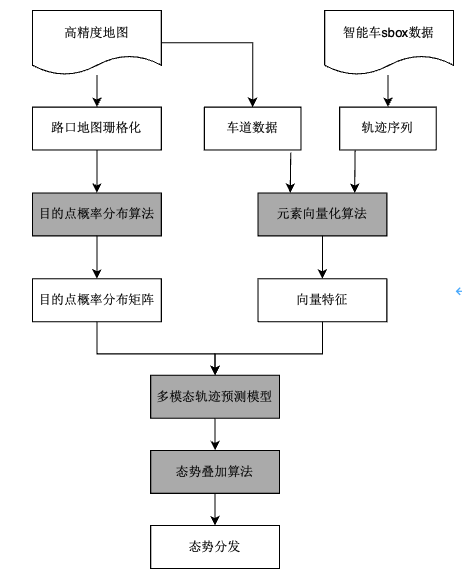 高精度地图
智能车sbox数据
路口地图珊格化
车道数据
轨迹序列
目的点概率分布算法
元素向量化算法
目的点概率分布矩阵
向量特征
多模态轨迹预测模型
态势叠加算法
态势分发